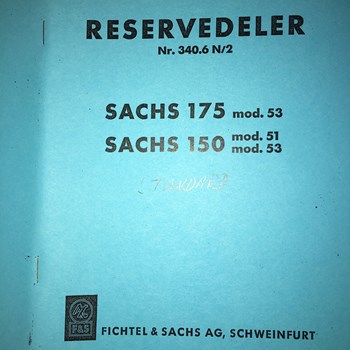 RESERVEDELER
Nr. 340.6 N/2
SACHS 175 mod. 53
SACHS 150 mod. 51
mod. 53
F&S
FICHTEL & SACHS AG, SCHWEINFURT